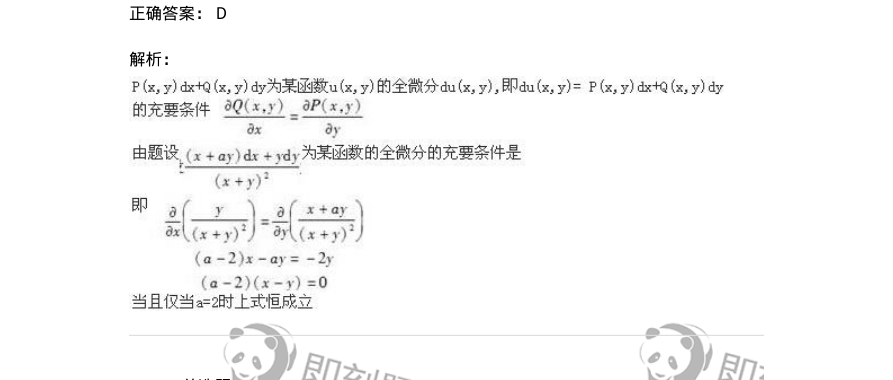 正确答案： D
解析：
P(x,y)dx+Q(x,y)dy为某函数u(x,y)的全微分du(x,y),即du(x,y)= P(x,y)dx+Q(x,y)dy
的充要条件 ∂Q(x,y)/∂x = ∂P(x,y)/∂y
由题设 (x+ay)dx+ydy/(x+y)² 为某函数的全微分的充要条件是
即 ∂/∂x(y/(x+y)²) = ∂/∂y(x+ay/(x+y)²)
(a-2)x-ay=-2y
(a-2)(x-y)=0
当且仅当a=2时上式恒成立
即刻 即